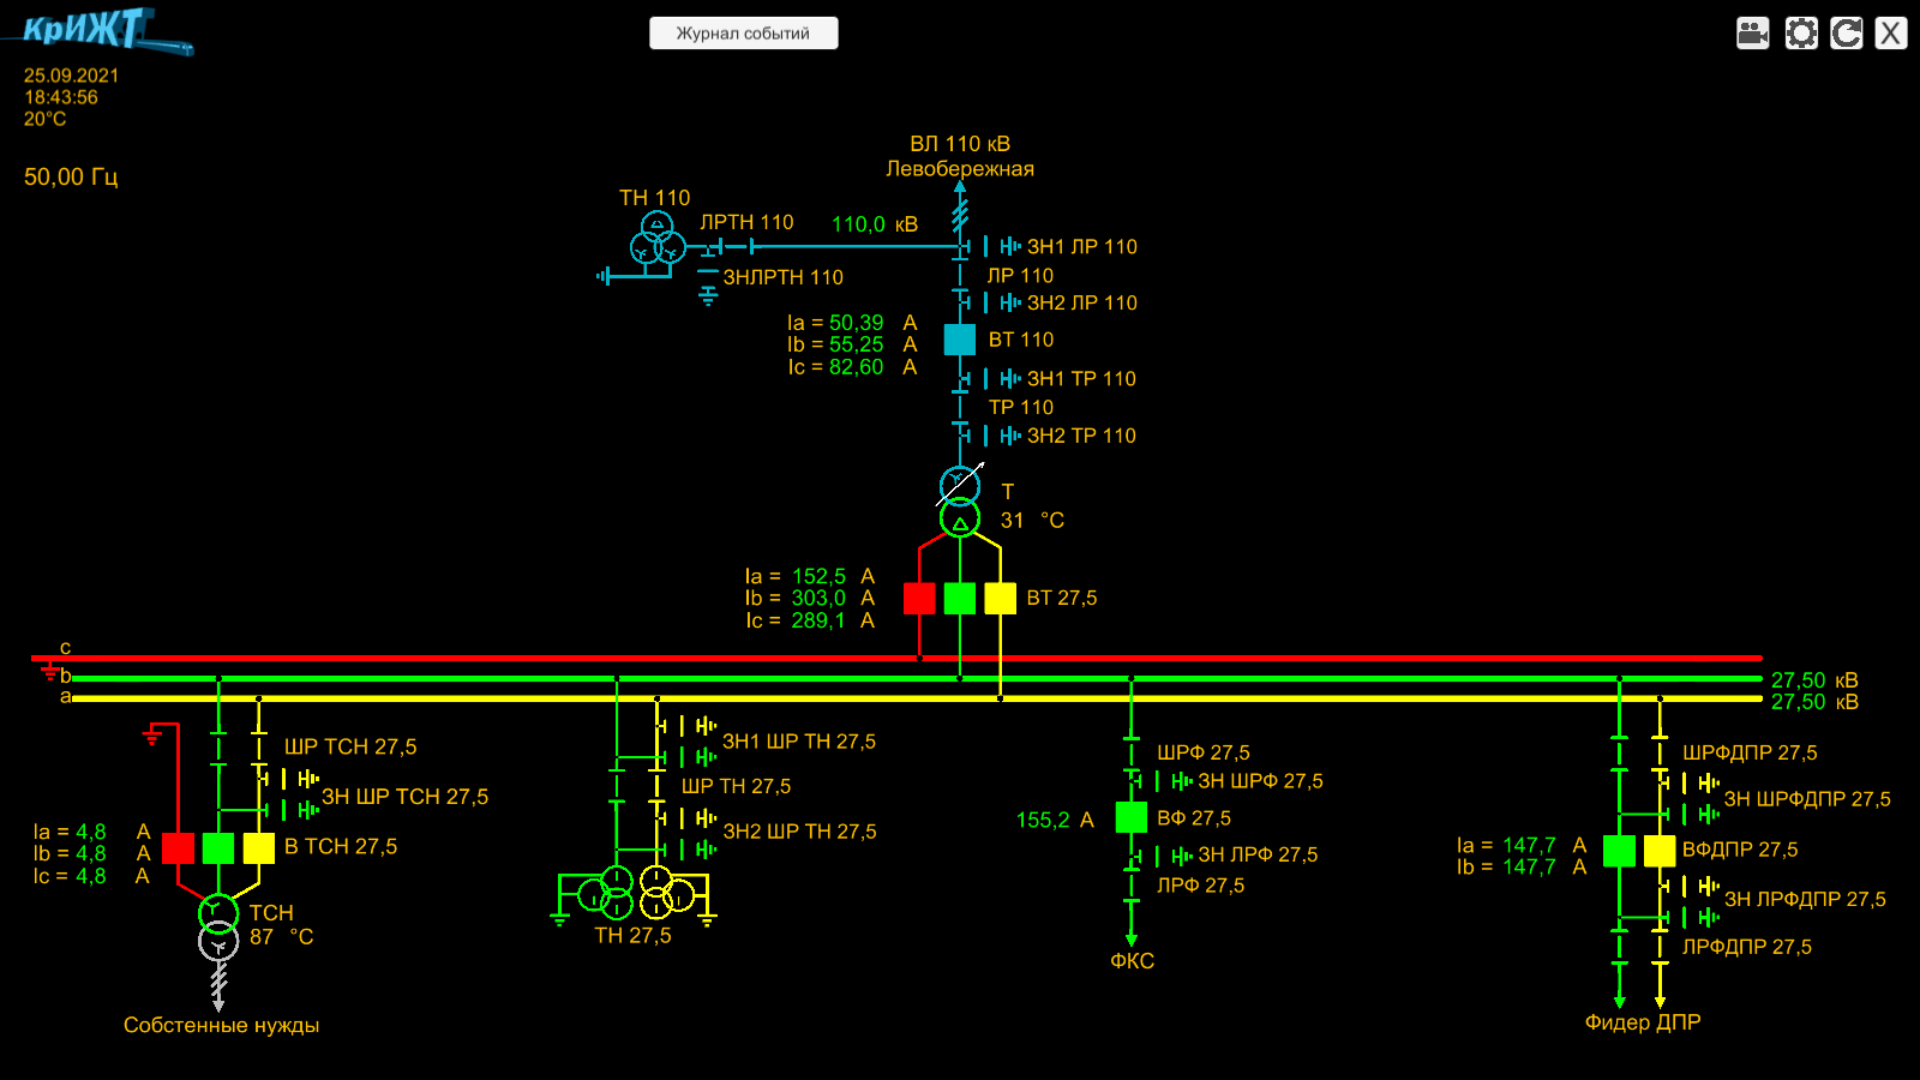 КрИЖТ
Журнал событий
X
25.09.2021
18:43:56
20°C
50,00 Гц
ВЛ 110 кВ
Левобережная
ТН 110
ЛРТН 110
110,0 кВ
ЗН1 ЛР 110
ЗНЛРТН 110
ЛР 110
ЗН2 ЛР 110
Ia = 50,39 А
Ib = 55,25 А
Ic = 82,60 А
ВТ 110
ЗН1 ТР 110
ТР 110
ЗН2 ТР 110
Т
31 °C
Ia = 152,5 А
Ib = 303,0 А
Ic = 289,1 А
ВТ 27,5
c
b
a
27,50 кВ
27,50 кВ
ШР ТСН 27,5
ЗН ШР ТСН 27,5
Ia = 4,8 А
Ib = 4,8 А
Ic = 4,8 А
В ТСН 27,5
ТСН
87 °C
Собстенные нужды
ЗН1 ШР ТН 27,5
ШР ТН 27,5
ЗН2 ШР ТН 27,5
ТН 27,5
ШРФ 27,5
ЗН ШРФ 27,5
155,2 А
ВФ 27,5
ЗН ЛРФ 27,5
ЛРФ 27,5
ФКС
ШРФДПР 27,5
ЗН ШРФДПР 27,5
Ia = 147,7 А
Ib = 147,7 А
ВФДПР 27,5
ЗН ЛРФДПР 27,5
ЛРФДПР 27,5
Фидер ДПР